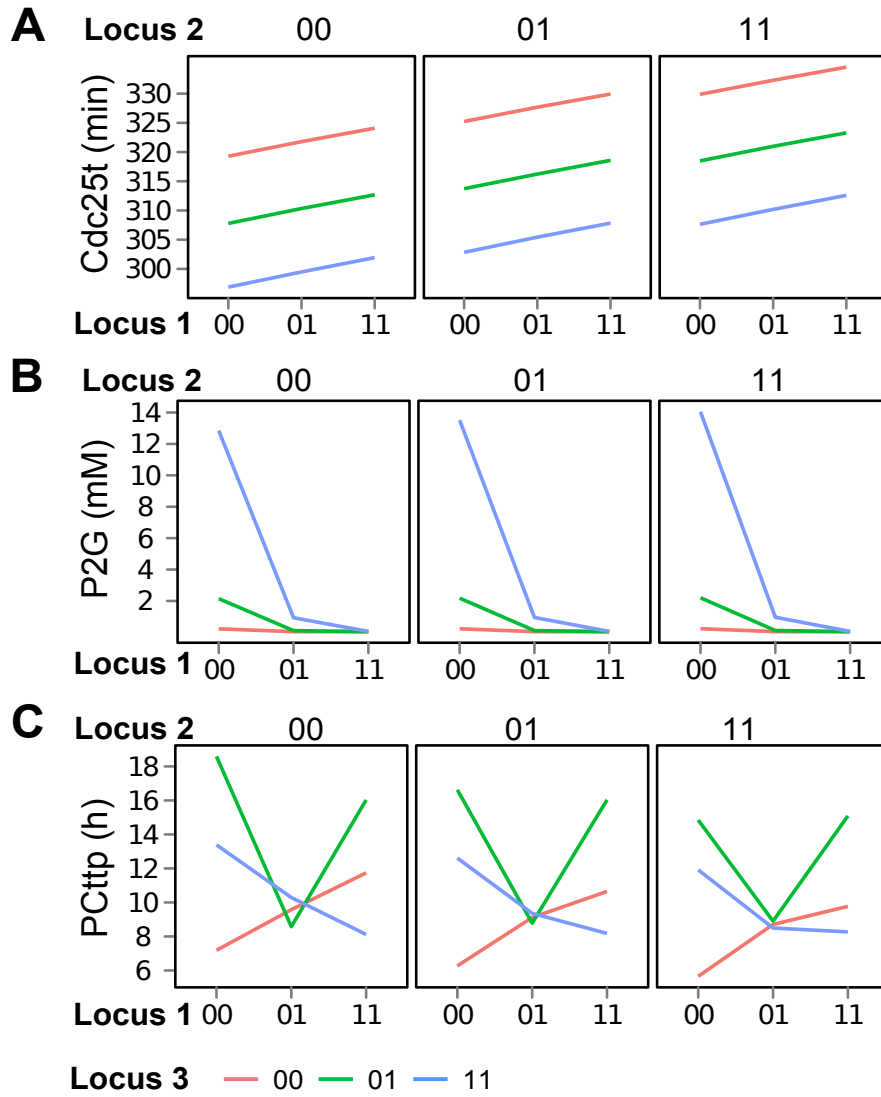 A Locus 2 00 01 11
Cdc25t (min)
330
325
320
315
310
305
300
Locus 1 00 01 11 00 01 11 00 01 11
B Locus 2 00 01 11
P2G (mM)
14
12
10
8
6
4
2
Locus 1 00 01 11 00 01 11 00 01 11
C Locus 2 00 01 11
PCttp (h)
18
16
14
12
10
8
6
Locus 1 00 01 11 00 01 11 00 01 11
Locus 3 00 01 11